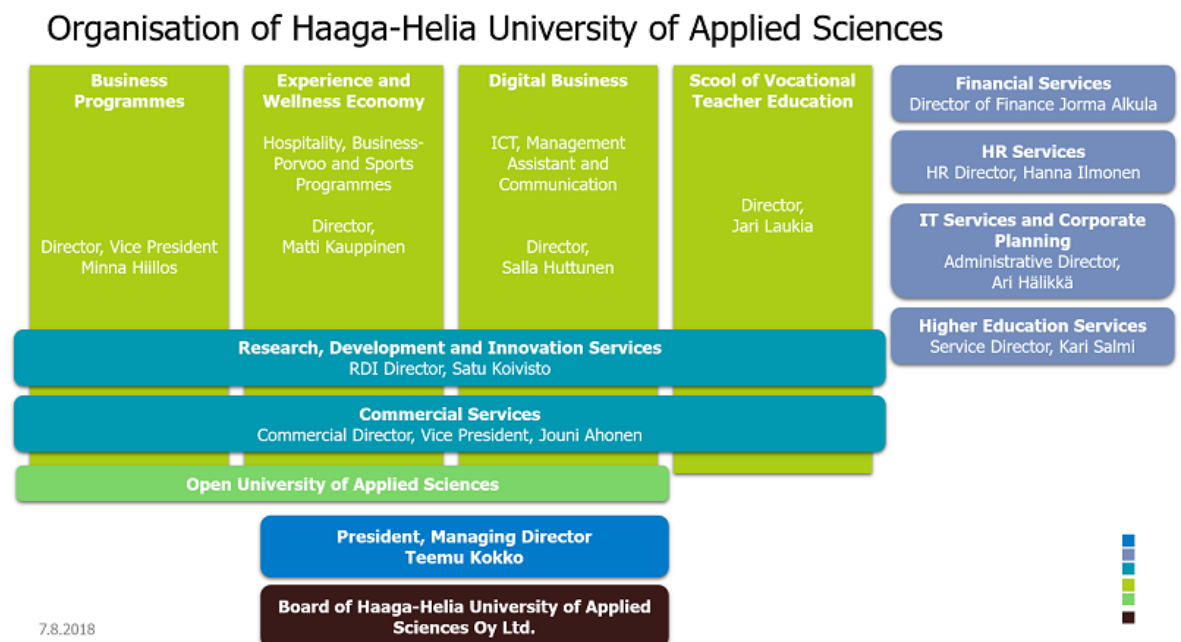 Organisation of Haaga-Helia University of Applied Sciences
Business
Programmes
Director, Vice President
Minna Hiillos
Experience and
Wellness Economy
Hospitality, Business-
Porvoo and Sports
Programmes
Director,
Matti Kauppinen
Digital Business
ICT, Management
Assistant and
Communication
Director,
Salla Huttunen
Scool of Vocational
Teacher Education
Director,
Jari Laukia
Financial Services
Director of Finance Jorma Alkula
HR Services
HR Director, Hanna Ilmonen
IT Services and Corporate
Planning
Administrative Director,
Ari Hälikkä
Higher Education Services
Service Director, Kari Salmi
Research, Development and Innovation Services
RDI Director, Satu Koivisto
Commercial Services
Commercial Director, Vice President, Jouni Ahonen
Open University of Applied Sciences
President, Managing Director
Teemu Kokko
Board of Haaga-Helia University of Applied
Sciences Oy Ltd.
7.8.2018